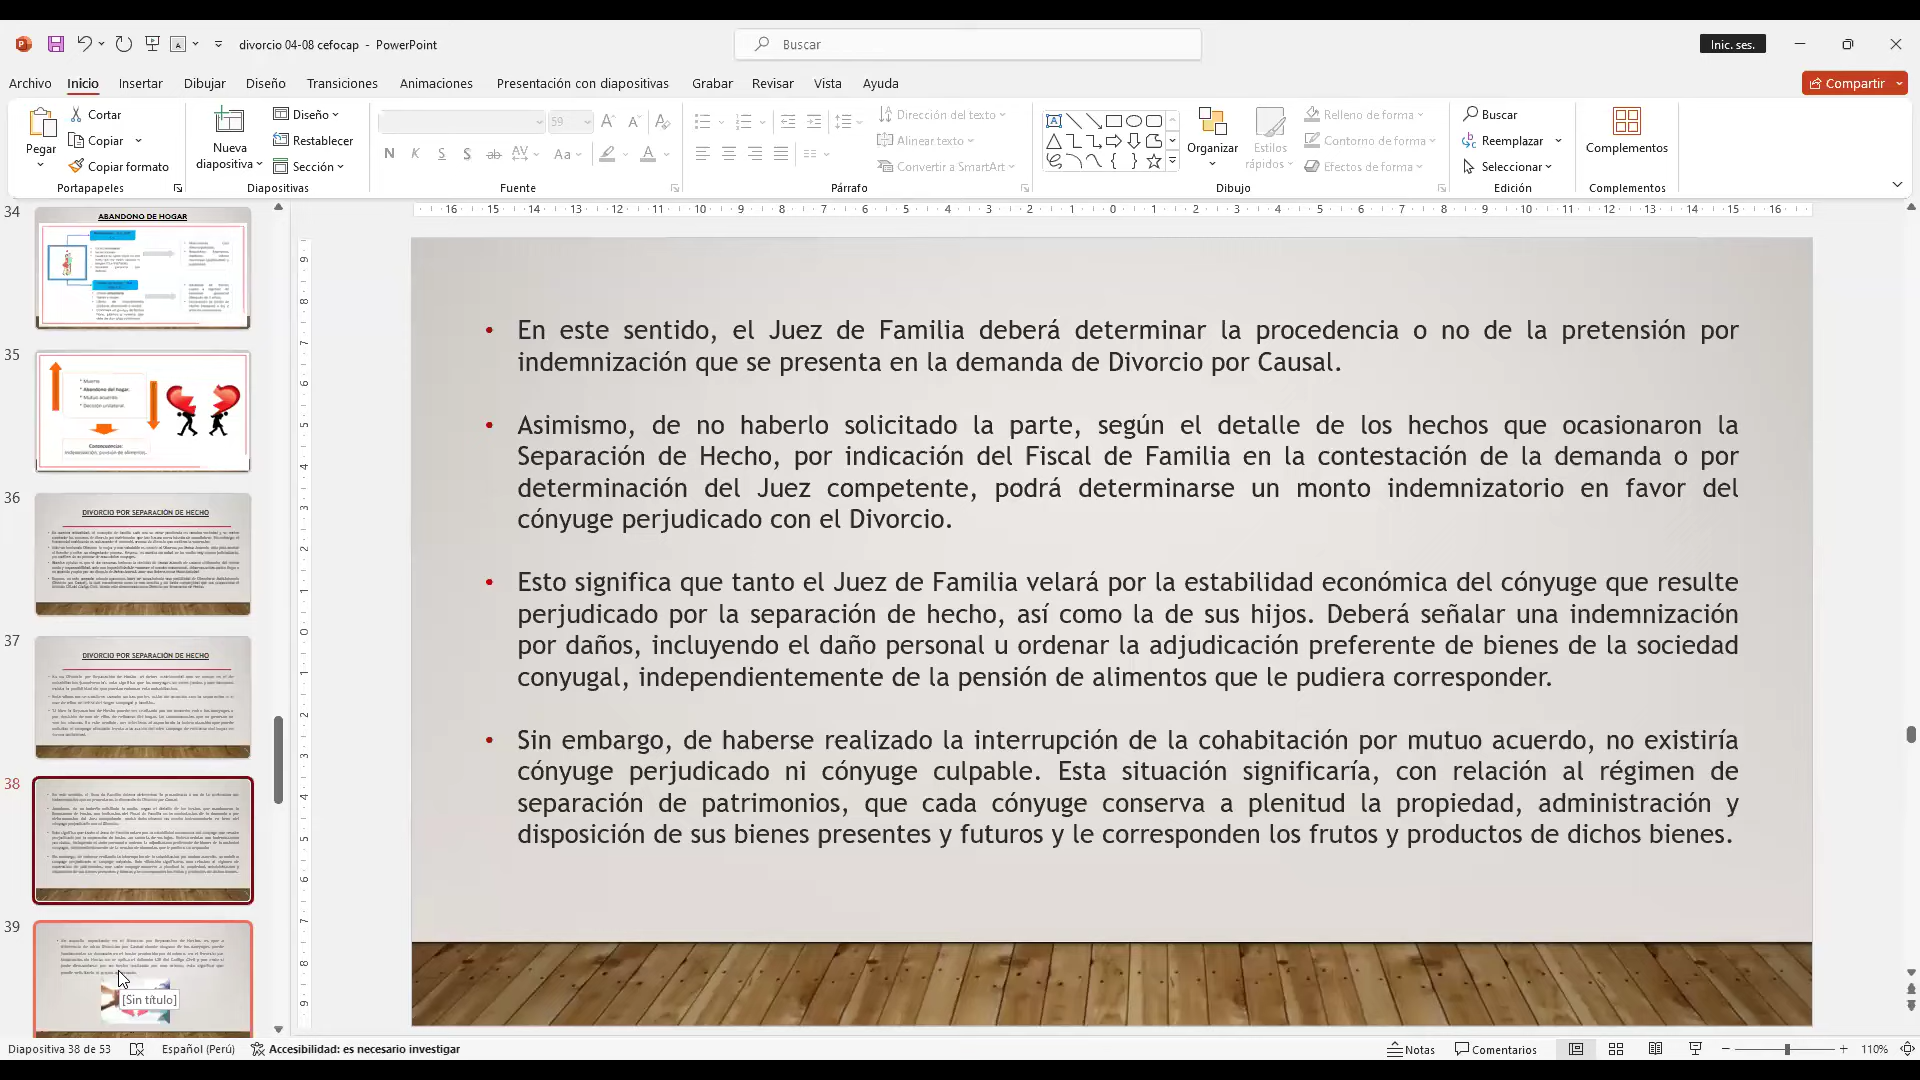 divorcio 04-08 cefocap - PowerPoint
Buscar
Inic. ses.
Archivo Inicio Insertar Dibujar Diseño Transiciones Animaciones Presentación con diapositivas Grabar Revisar Vista Ayuda
Compartir
Pegar
Cortar
Copiar
Copiar formato
Portapapeles
Nueva diapositiva
Diseño
Restablecer
Sección
Diapositivas
59
Fuente
Dirección del texto
Alinear texto
Convertir a SmartArt
Párrafo
Organizar
Estilos rápidos
Relleno de forma
Contorno de forma
Efectos de forma
Dibujo
Buscar
Reemplazar
Seleccionar
Edición
Complementos
Complementos
34
ABANDONO DE HOGAR
35
Muerte
Abandono del hogar.
Mutuo acuerdo.
Decisión unilateral.
Consecuencias:
36
DIVORCIO POR SEPARACIÓN DE HECHO
37
DIVORCIO POR SEPARACIÓN DE HECHO
38
39
[Sin título]
• En este sentido, el Juez de Familia deberá determinar la procedencia o no de la pretensión por
indemnización que se presenta en la demanda de Divorcio por Causal.
• Asimismo, de no haberlo solicitado la parte, según el detalle de los hechos que ocasionaron la
Separación de Hecho, por indicación del Fiscal de Familia en la contestación de la demanda o por
determinación del Juez competente, podrá determinarse un monto indemnizatorio en favor del
cónyuge perjudicado con el Divorcio.
• Esto significa que tanto el Juez de Familia velará por la estabilidad económica del cónyuge que resulte
perjudicado por la separación de hecho, así como la de sus hijos. Deberá señalar una indemnización
por daños, incluyendo el daño personal u ordenar la adjudicación preferente de bienes de la sociedad
conyugal, independientemente de la pensión de alimentos que le pudiera corresponder.
• Sin embargo, de haberse realizado la interrupción de la cohabitación por mutuo acuerdo, no existiría
cónyuge perjudicado ni cónyuge culpable. Esta situación significaría, con relación al régimen de
separación de patrimonios, que cada cónyuge conserva a plenitud la propiedad, administración y
disposición de sus bienes presentes y futuros y le corresponden los frutos y productos de dichos bienes.
Diapositiva 38 de 53
Español (Perú)
Accesibilidad: es necesario investigar
Notas
Comentarios
110%